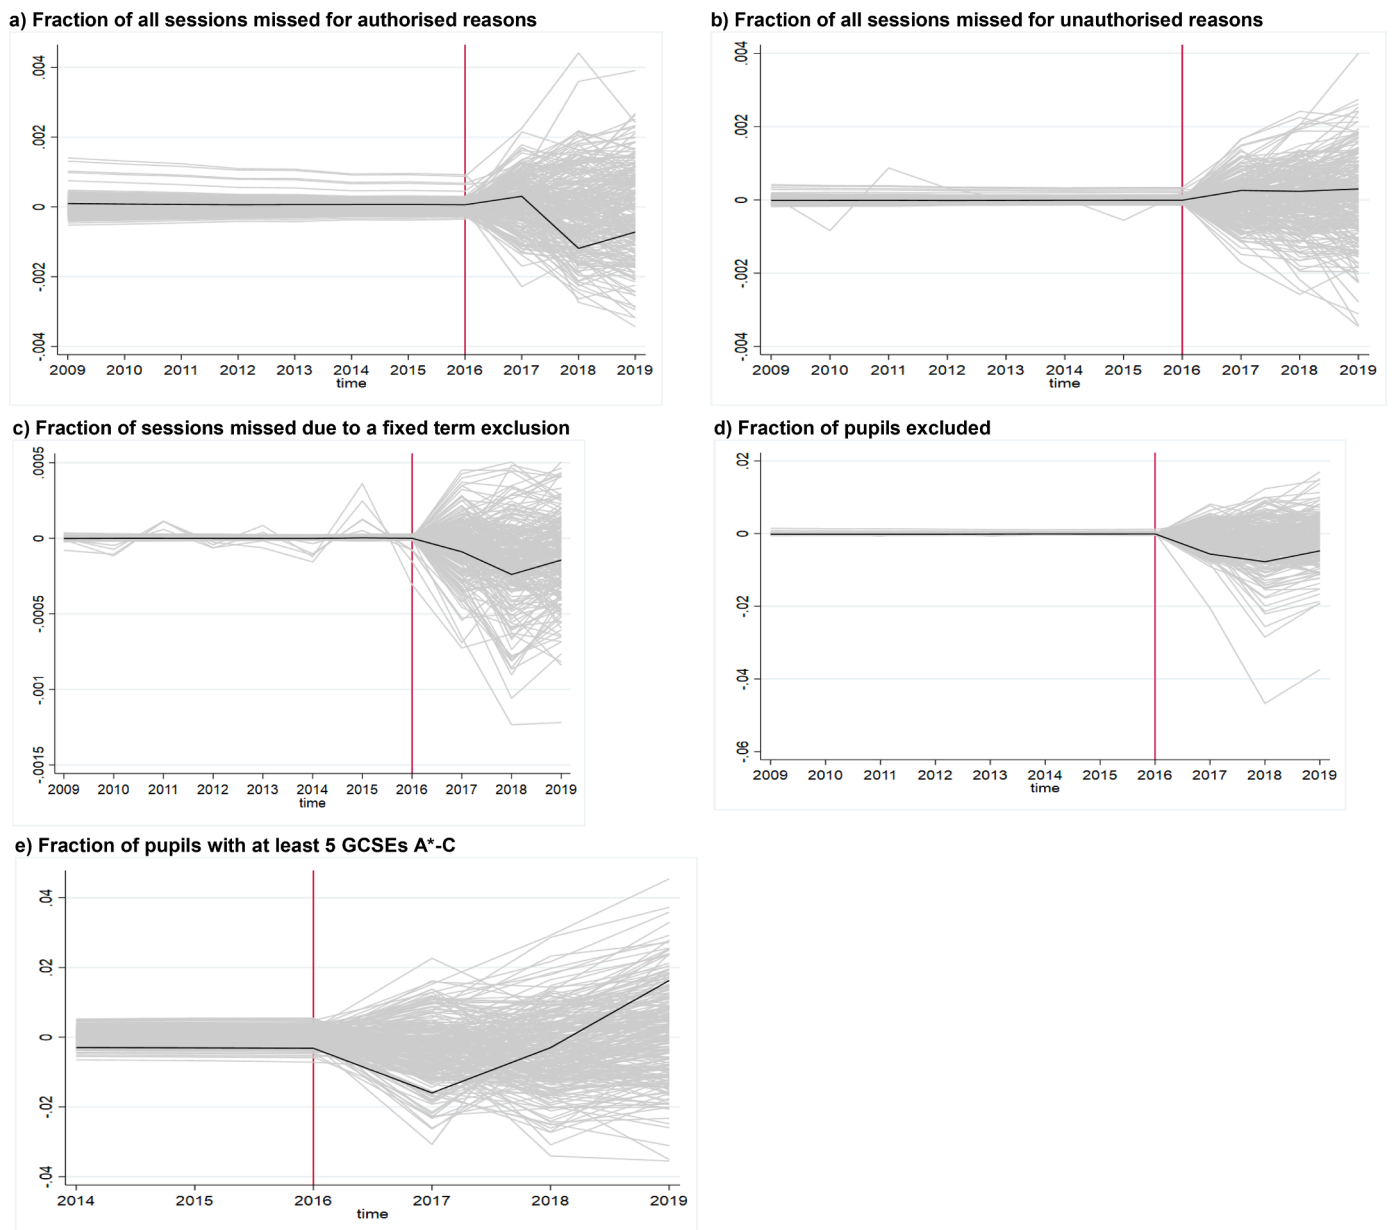 a) Fraction of all sessions missed for authorised reasons
.004
.002
0
-.002
-.004
2009 2010 2011 2012 2013 2014 2015 2016 2017 2018 2019
time
b) Fraction of all sessions missed for unauthorised reasons
.004
.002
0
-.002
-.004
2009 2010 2011 2012 2013 2014 2015 2016 2017 2018 2019
time
c) Fraction of sessions missed due to a fixed term exclusion
.0005
0
-.0005
-.001
-.0015
2009 2010 2011 2012 2013 2014 2015 2016 2017 2018 2019
time
d) Fraction of pupils excluded
.02
0
-.02
-.04
-.06
2009 2010 2011 2012 2013 2014 2015 2016 2017 2018 2019
time
e) Fraction of pupils with at least 5 GCSEs A*-C
.04
.02
0
-.02
-.04
2014 2015 2016 2017 2018 2019
time